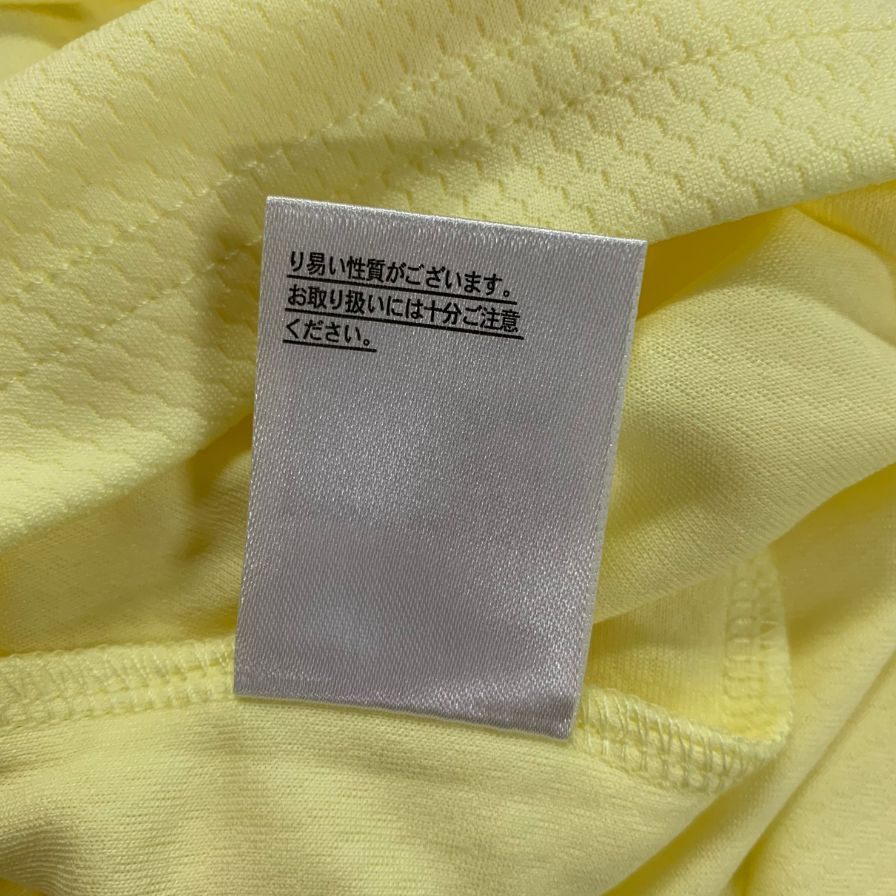 り易い性質がございます。
お取り扱いには十分ご注意
ください。